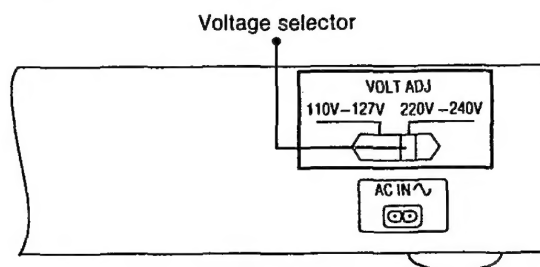 Voltage selector
VOLT ADJ
110V–127V 220V–240V
AC IN